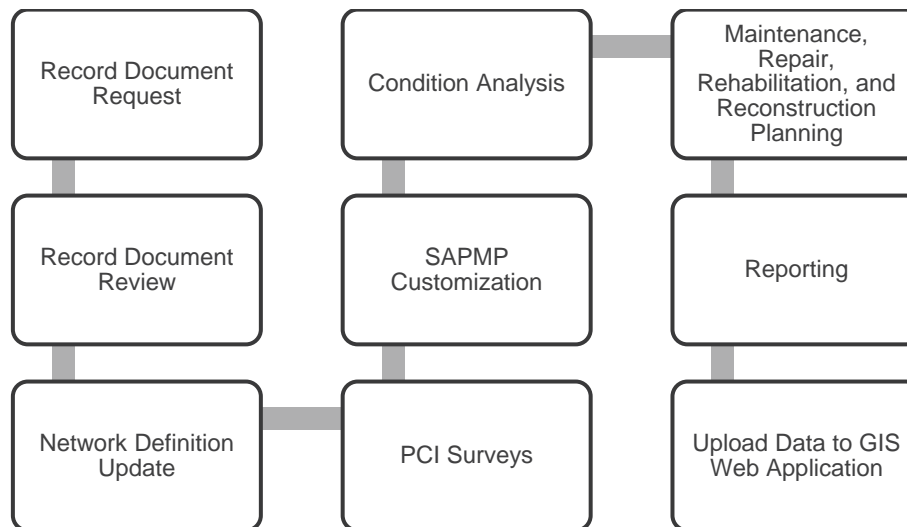 Record Document
Request
Record Document
Review
Network Definition
Update
PCI Surveys
SAPMP
Customization
Condition Analysis
Maintenance,
Repair,
Rehabilitation, and
Reconstruction
Planning
Reporting
Upload Data to GIS
Web Application